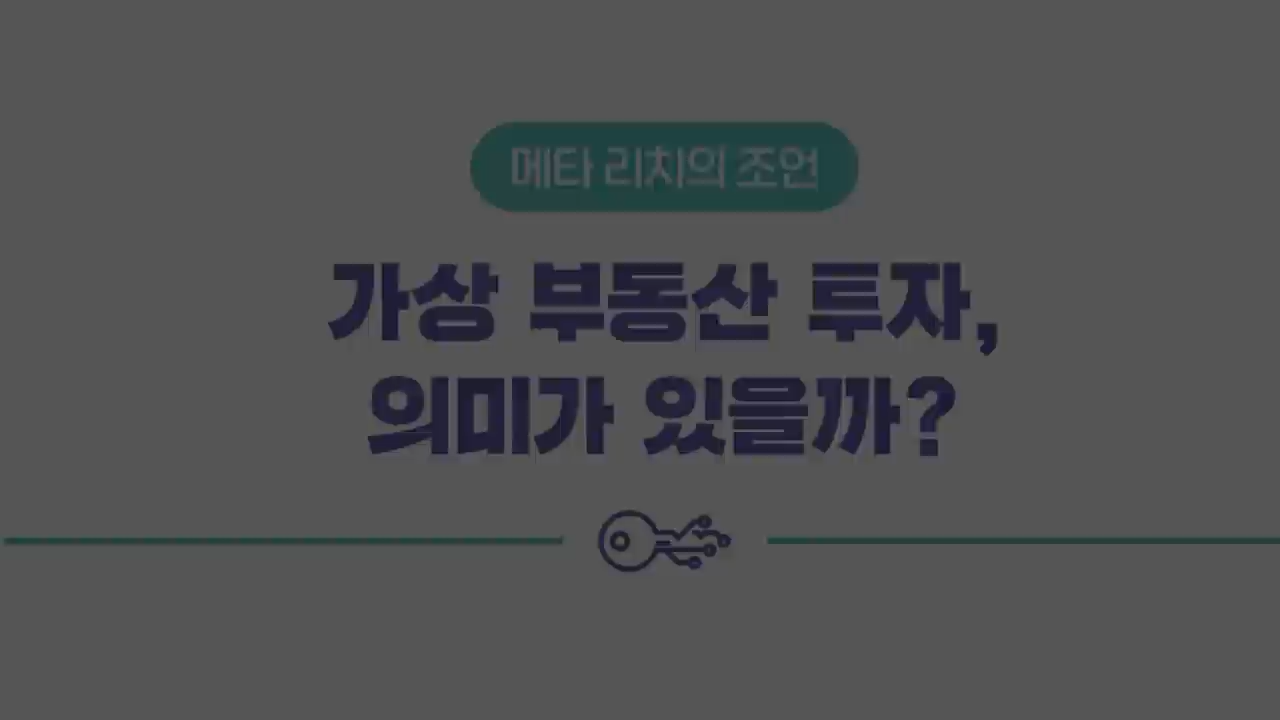 메타 리치의 조언
가상 부동산 투자,
의미가 있을까?